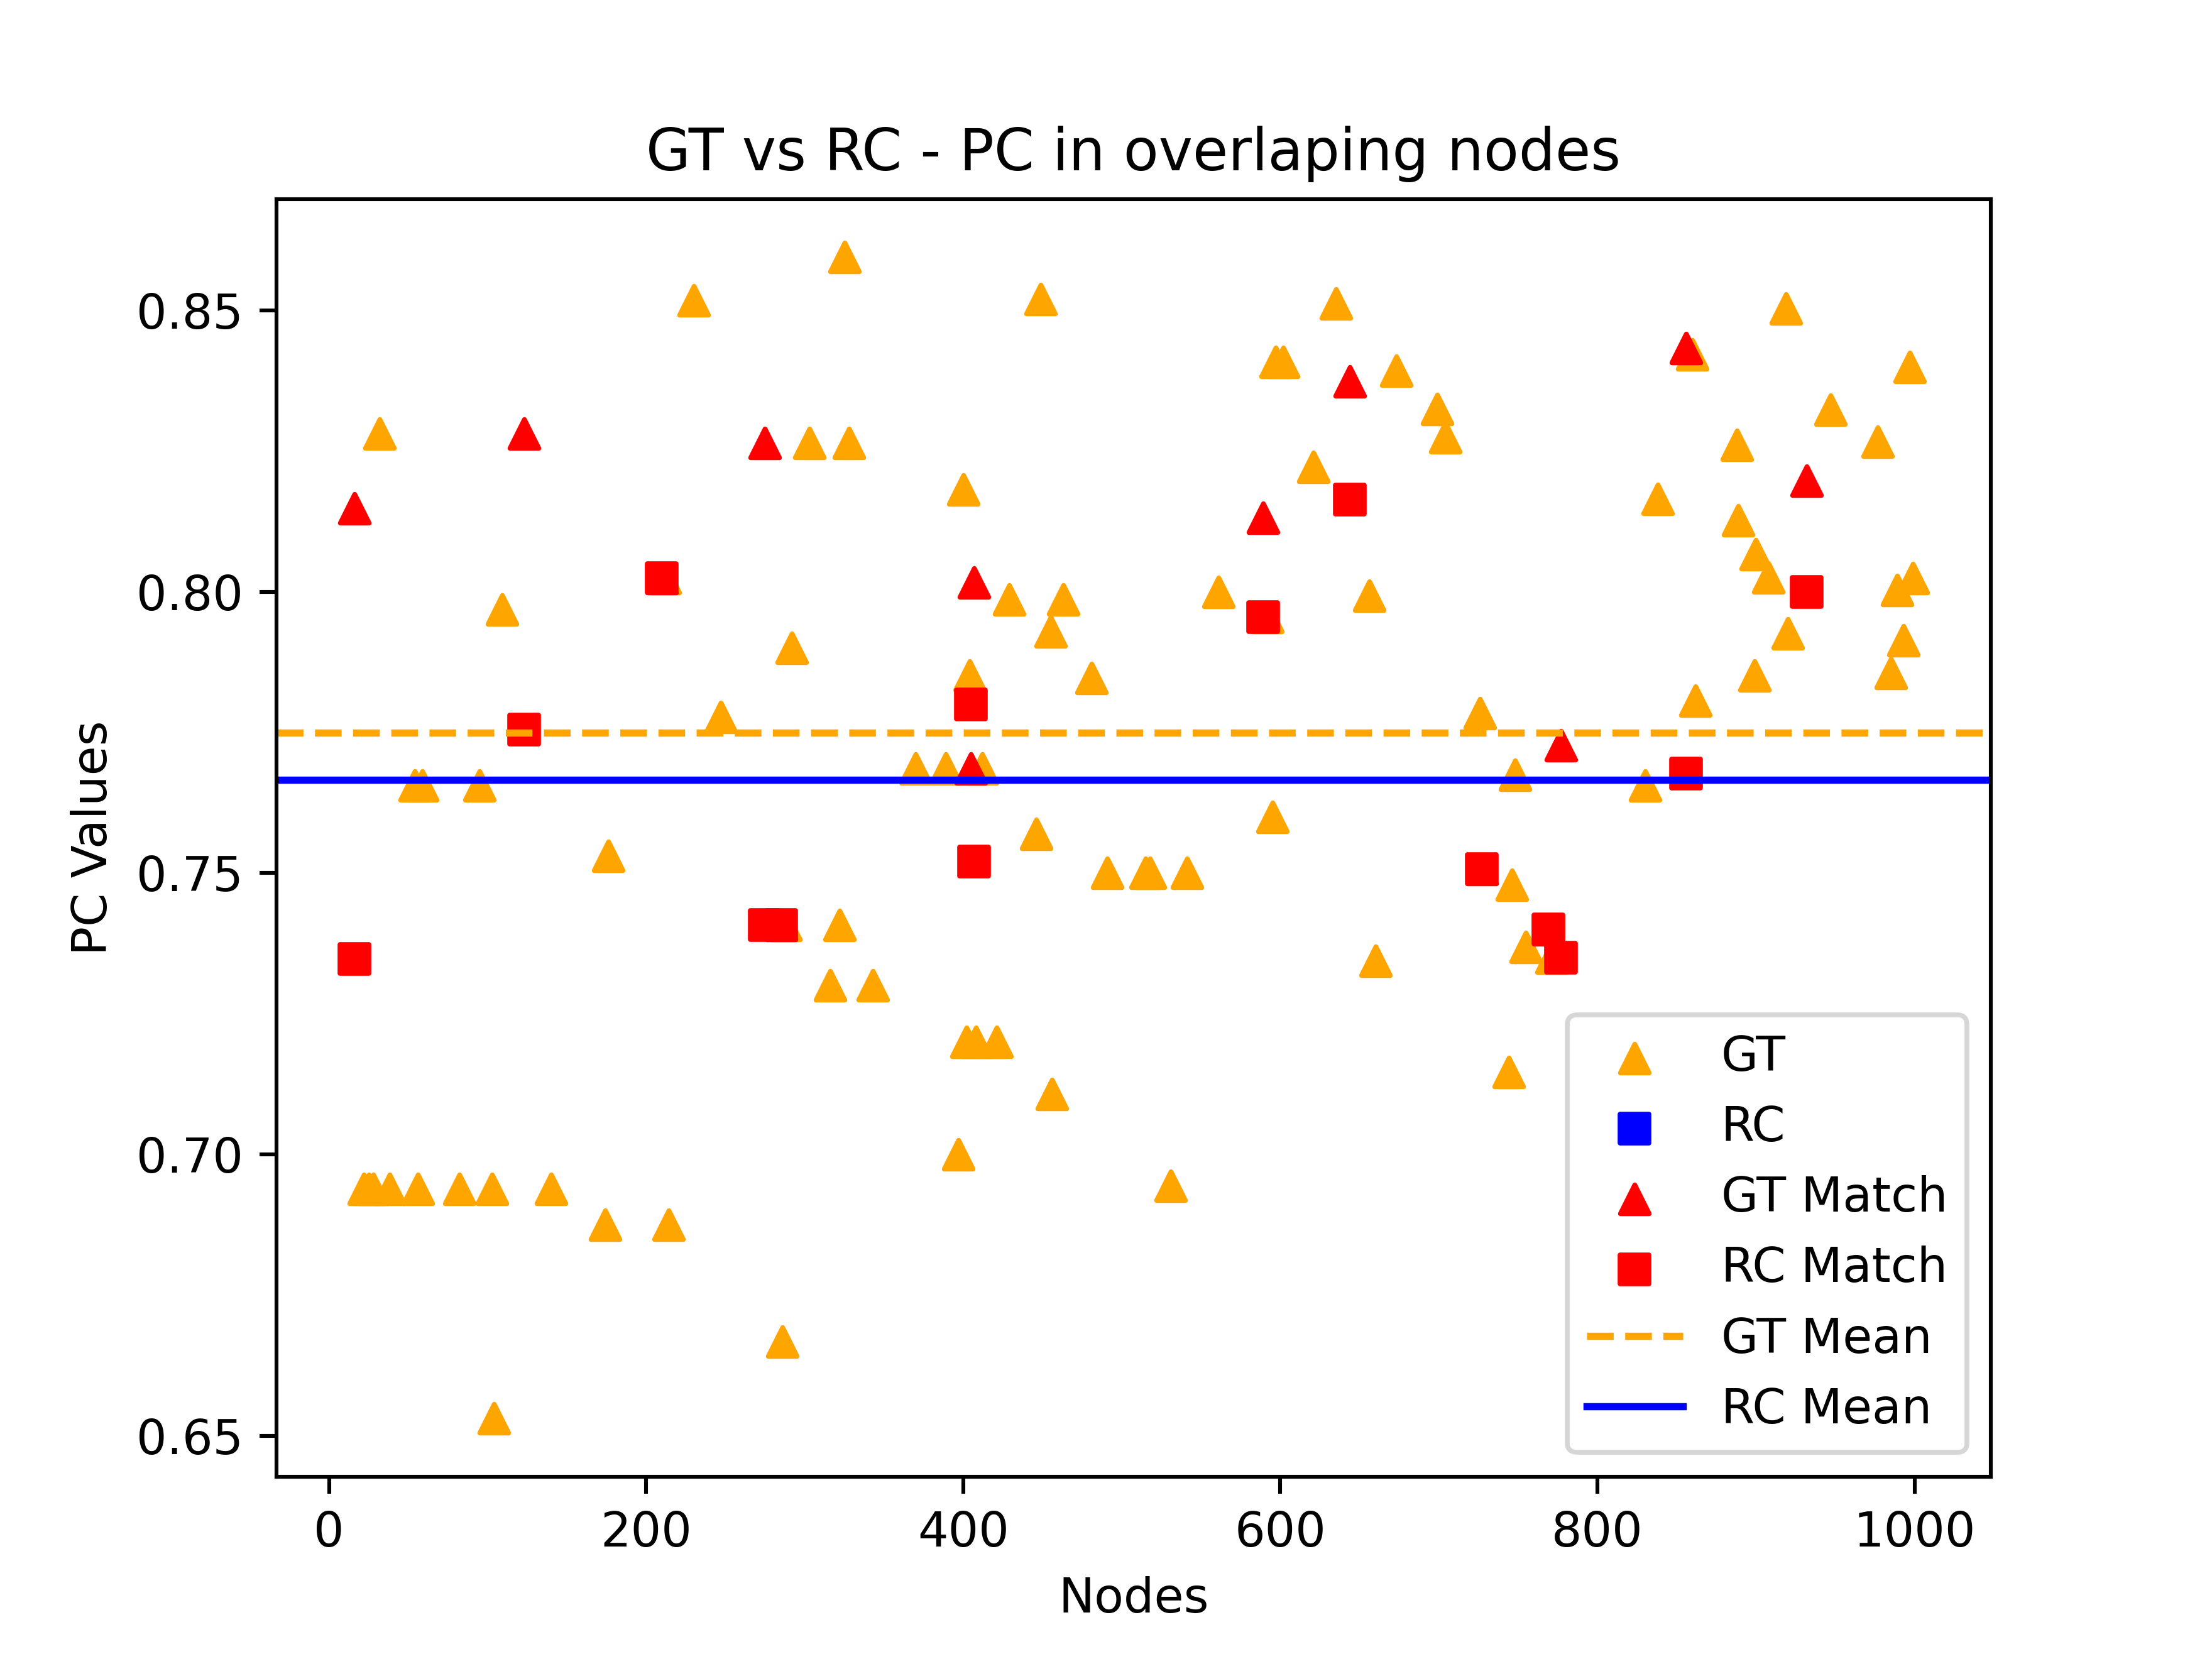 GT vs RC - PC in overlaping nodes
PC Values
0.85
0.80
0.75
0.70
0.65
0
200
400
600
800
1000
Nodes
GT
RC
GT Match
RC Match
GT Mean
RC Mean